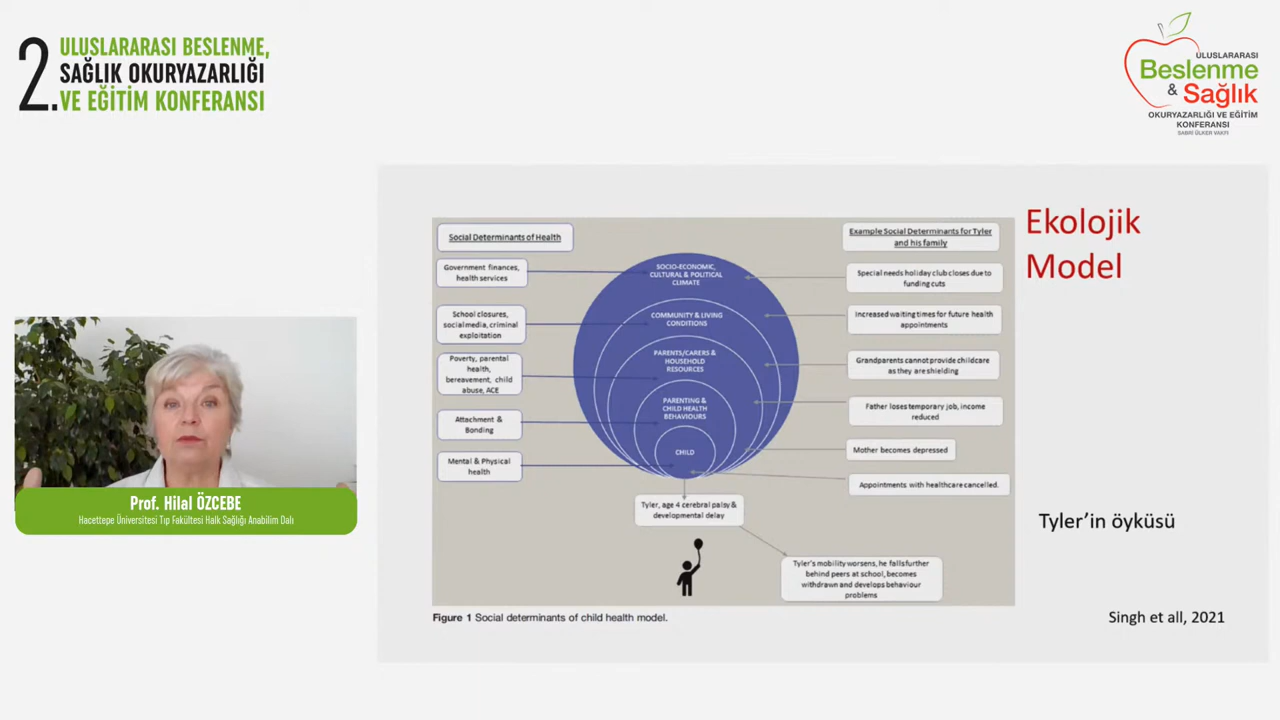 2.
ULUSLARARASI BESLENME,
SAĞLIK OKURYAZARLIĞI
VE EĞİTİM KONFERANSI
ULUSLARARASI
Beslenme
& Sağlık
OKURYAZARLIĞI VE EĞİTİM
KONFERANSI
SABRİ ÜLKER VAKFI
Ekolojik
Model
Social Determinants of Health
Government finances,
health services
School closures,
social media, criminal
exploitation
Poverty, parental
health,
bereavement, child
abuse, ACE
Attachment &
Bonding
Mental & Physical
health
SOCIO-ECONOMIC,
CULTURAL & POLITICAL
CLIMATE
COMMUNITY & LIVING
CONDITIONS
PARENTS/CARERS &
HOUSEHOLD
RESOURCES
PARENTING &
CHILD HEALTH
BEHAVIOURS
CHILD
Example Social Determinants for Tyler
and his family
Special needs holiday club closes due to
funding cuts
Increased waiting times for future health
appointments
Grandparents cannot provide childcare
as they are shielding
Father loses temporary job, income
reduced
Mother becomes depressed
Appointments with healthcare cancelled.
Tyler, age 4 cerebral palsy &
developmental delay
Tyler's mobility worsens, he falls further
behind peers at school, becomes
withdrawn and develops behaviour
problems
Figure 1 Social determinants of child health model.
Tyler'in öyküsü
Singh et all, 2021
Prof. Hilal ÖZCEBE
Hacettepe Üniversitesi Tıp Fakültesi Halk Sağlığı Anabilim Dalı